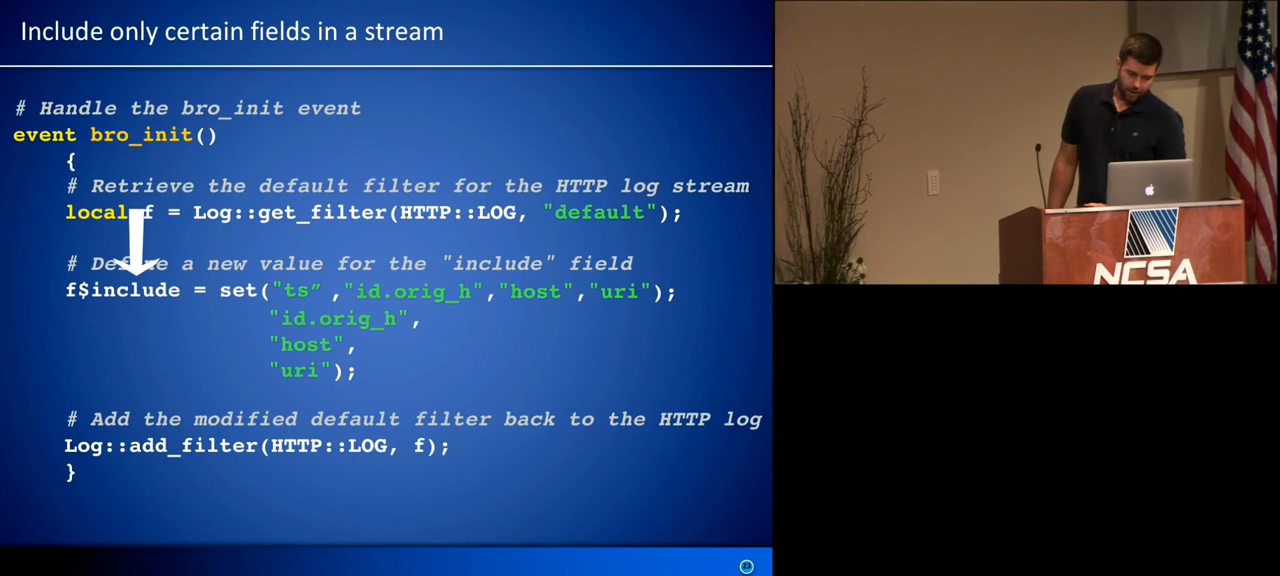 Include only certain fields in a stream
# Handle the bro_init event
event bro_init()
{
# Retrieve the default filter for the HTTP log stream
local f = Log::get_filter(HTTP::LOG, "default");
# Define a new value for the "include" field
f$include = set("ts” ,"id.orig_h","host","uri");
"id.orig_h",
"host",
"uri");
# Add the modified default filter back to the HTTP log
Log::add_filter(HTTP::LOG, f);
}
23
NCSA